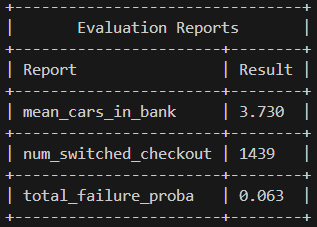 Evaluation Reports
Report | Result
mean_cars_in_bank | 3.730
num_switched_checkout | 1439
total_failure_proba | 0.063